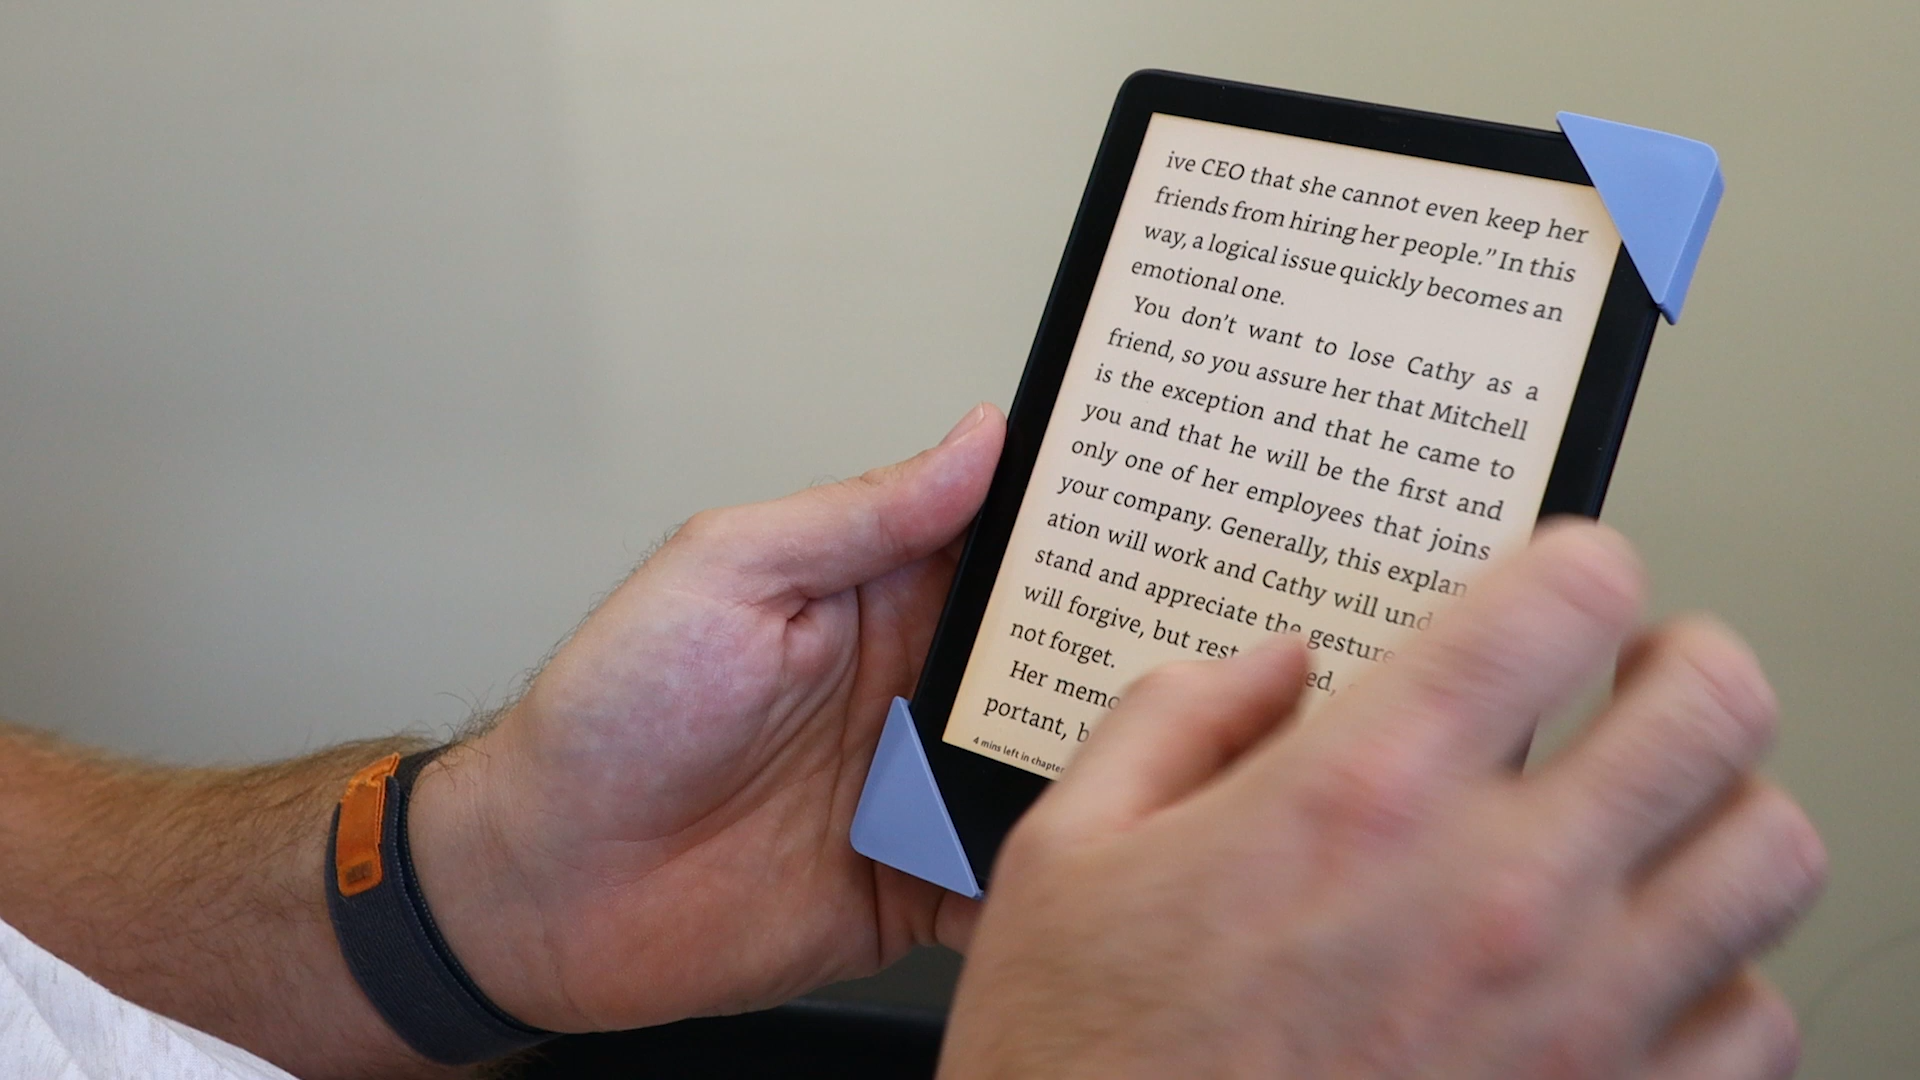 ive CEO that she cannot even keep her
friends from hiring her people.” In this
way, a logical issue quickly becomes an
emotional one.
You don’t want to lose Cathy as a
friend, so you assure her that Mitchell
is the exception and that he came to
you and that he will be the first and
only one of her employees that joins
your company. Generally, this explan
ation will work and Cathy will und
stand and appreciate the gesture
will forgive, but rest ed,
not forget.
Her memo
portant, b
4 mins left in chapter